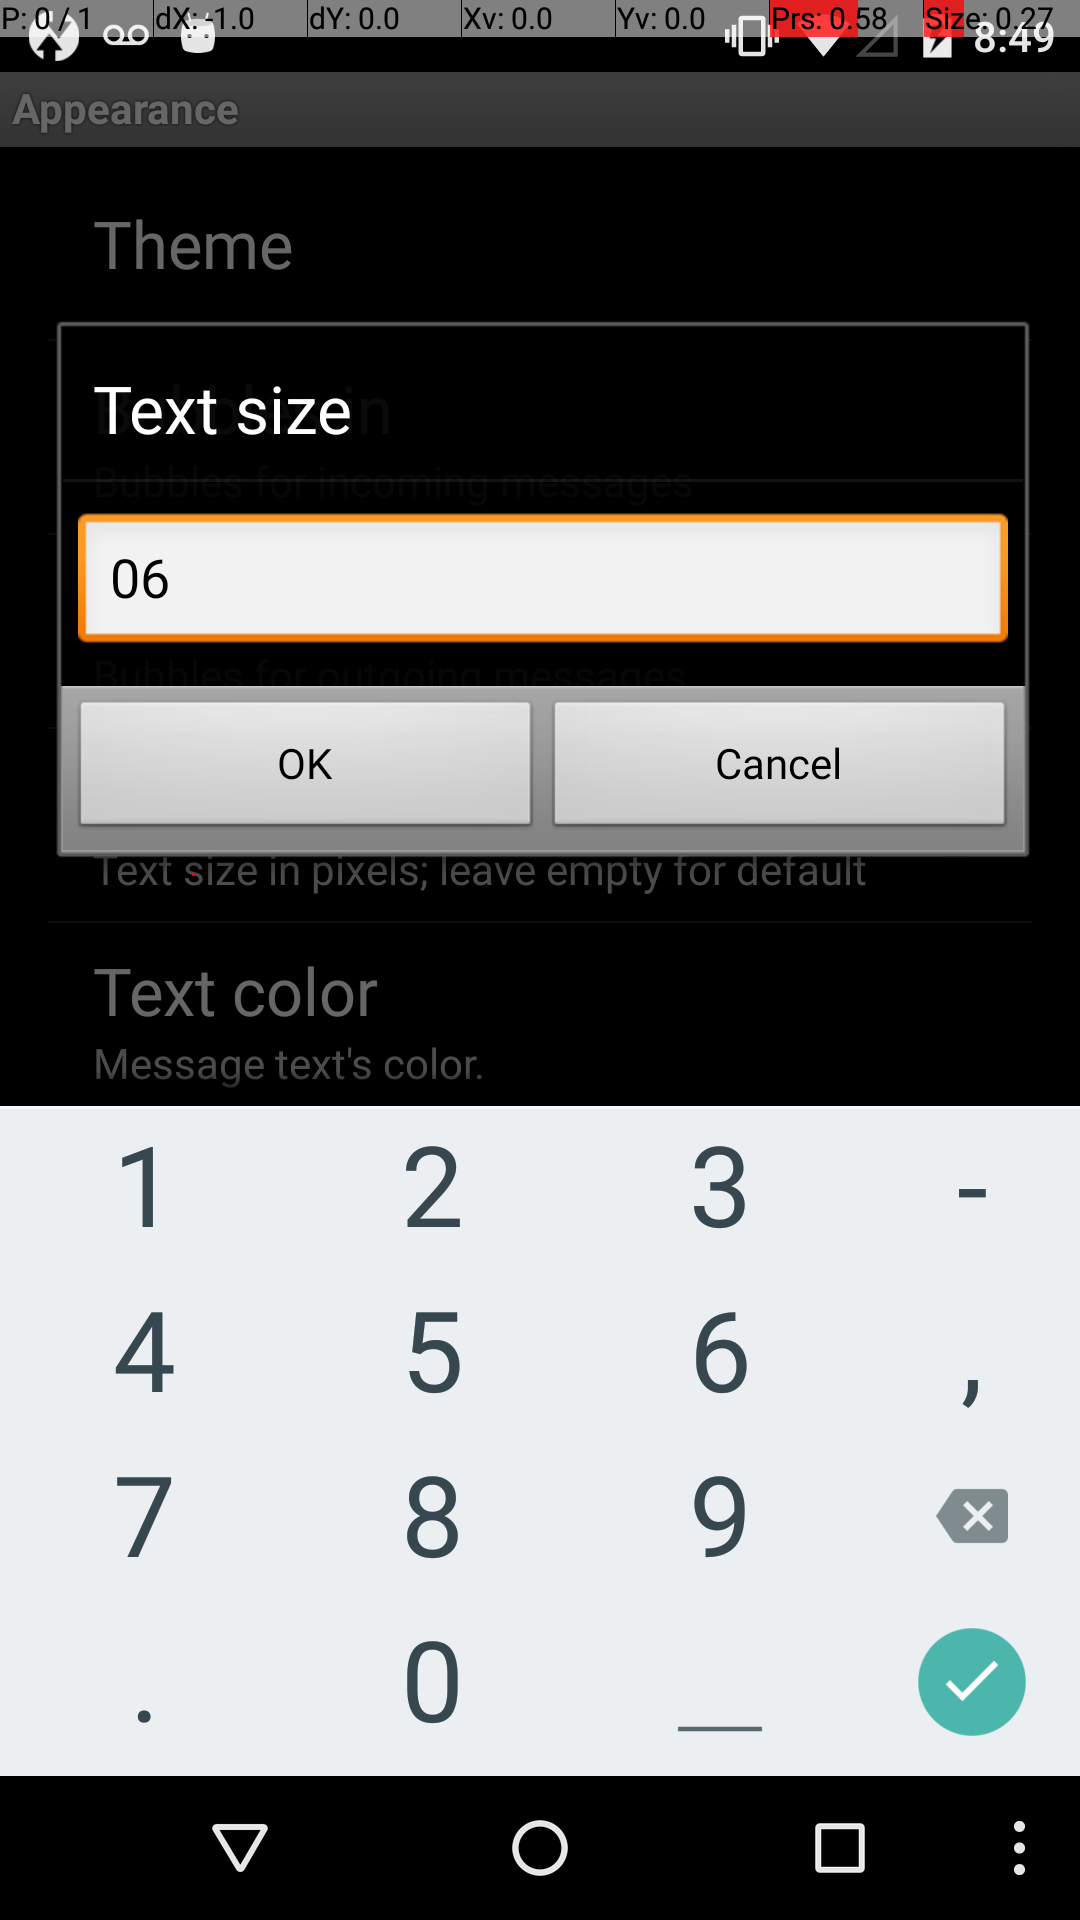 P: 0 / 1 dX: -1.0 dY: 0.0 Xv: 0.0 Yv: 0.0 Prs: 0.58 Size: 0.27
8:49
Appearance
Theme
Text size
Bubbles for incoming messages
06
Bubbles for outgoing messages
OK Cancel
Text size in pixels; leave empty for default
Text color
Message text's color.
1 2 3 -
4 5 6 ,
7 8 9
. 0